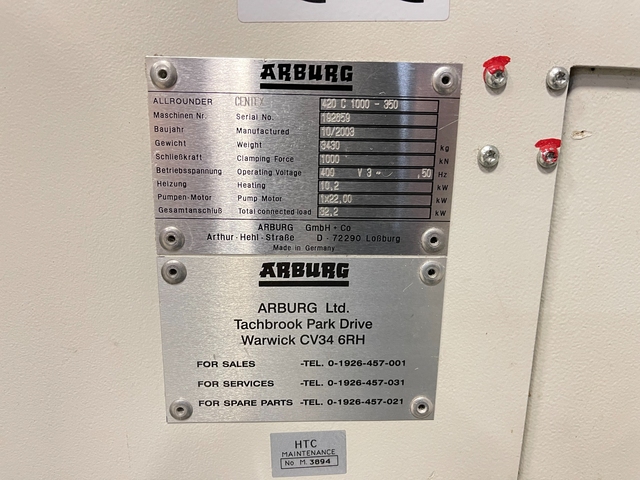 ARBURG
ALLROUNDER CENTEX 420 C 1000 - 350
Maschinen Nr. Serial No. 192659
Baujahr Manufactured 10/2003
Gewicht Weight 3430 kg
Schließkraft Clamping Force 1000 kN
Betriebsspannung Operating Voltage 400 V 3 ~ ,50 Hz
Heizung Heating 10,2 kW
Pumpen-Motor Pump Motor 1x22,00 kW
Gesamtanschluß Total connected load 32,2 kW
ARBURG GmbH + Co
Arthur-Hehl-Straße D - 72290 Loßburg
Made in Germany
ARBURG
ARBURG Ltd.
Tachbrook Park Drive
Warwick CV34 6RH
FOR SALES -TEL. 0-1926-457-001
FOR SERVICES -TEL. 0-1926-457-031
FOR SPARE PARTS -TEL. 0-1926-457-021
HTC
MAINTENANCE
No M 3894